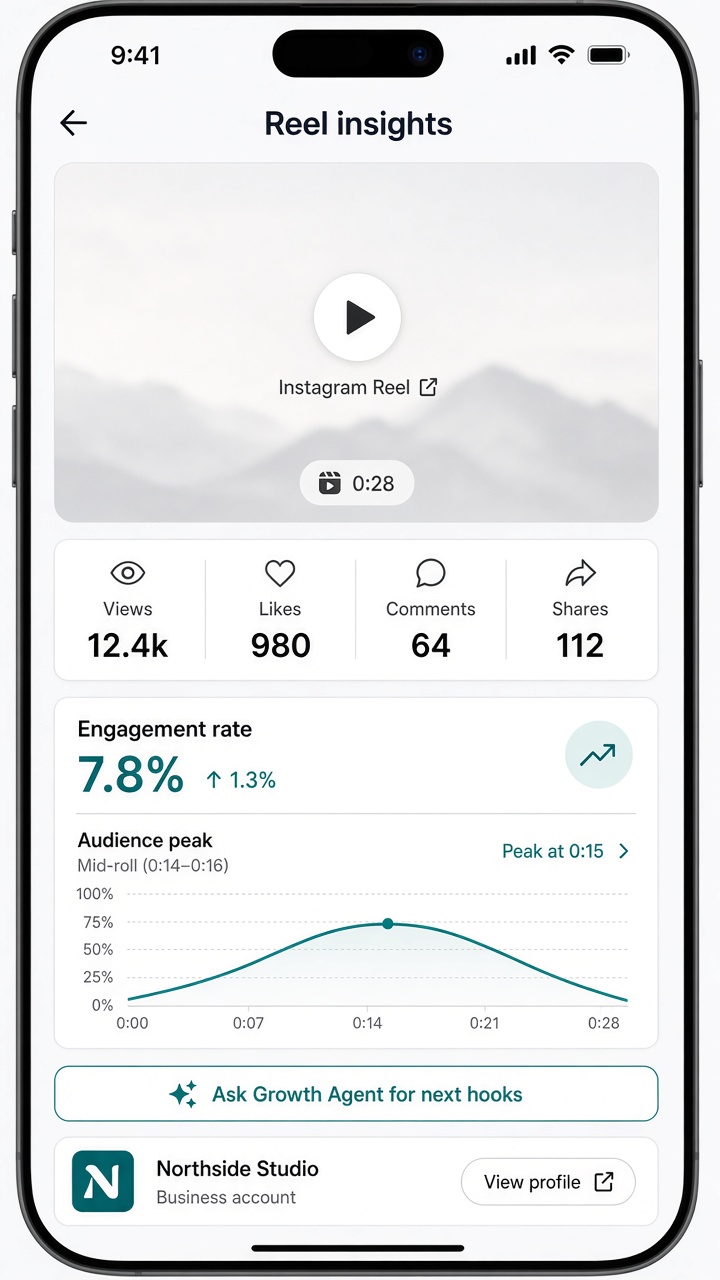 9:41
Reel insights
Instagram Reel
0:28
Views
12.4k
Likes
980
Comments
64
Shares
112
Engagement rate
7.8% ↑ 1.3%
Audience peak
Mid-roll (0:14–0:16)
Peak at 0:15
100%
75%
50%
25%
0%
0:00 0:07 0:14 0:21 0:28
Ask Growth Agent for next hooks
N
Northside Studio
Business account
View profile